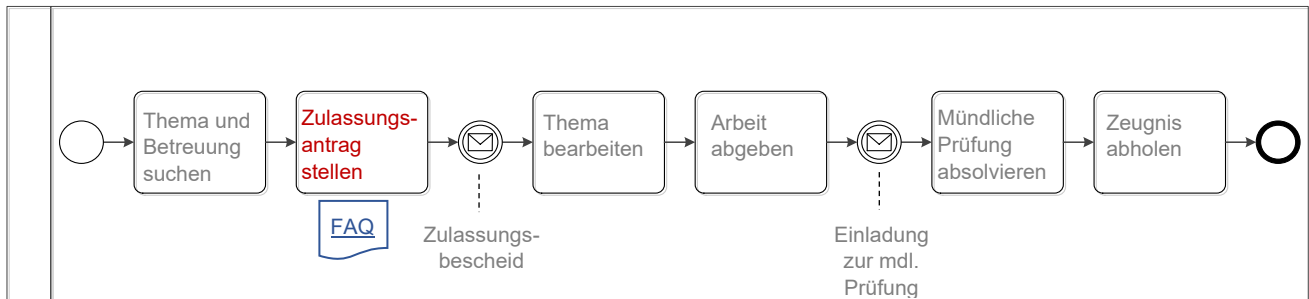 Thema und
Betreuung
suchen
Zulassungs-
antrag
stellen
FAQ
Zulassungs-
bescheid
Thema
bearbeiten
Arbeit
abgeben
Einladung
zur mdl.
Prüfung
Mündliche
Prüfung
absolvieren
Zeugnis
abholen